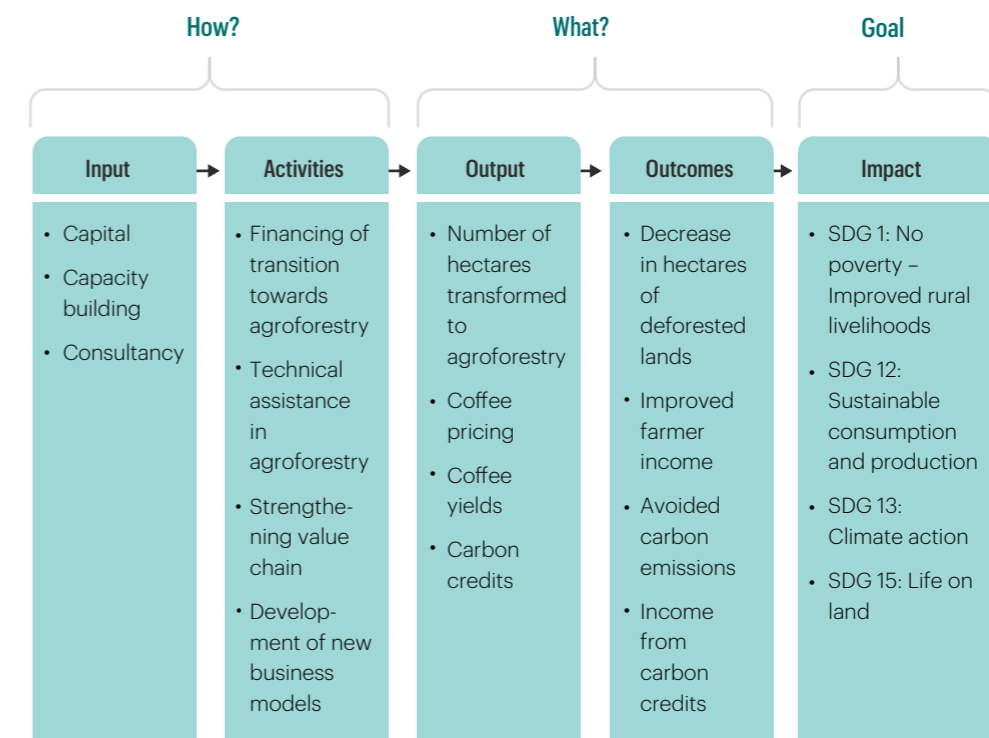 How?
What?
Goal
Input
Activities
Output
Outcomes
Impact
• Capital
• Capacity
building
• Consultancy
• Financing of
transition
towards
agroforestry
• Technical
assistance
in
agroforestry
• Strengthe-
ning value
chain
• Develop-
ment of new
business
models
• Number of
hectares
transformed
to
agroforestry
• Coffee
pricing
• Coffee
yields
• Carbon
credits
• Decrease
in hectares
of
deforested
lands
• Improved
farmer
income
• Avoided
carbon
emissions
• Income
from
carbon
credits
• SDG 1: No
poverty –
Improved rural
livelihoods
• SDG 12:
Sustainable
consumption
and production
• SDG 13:
Climate action
• SDG 15: Life on
land